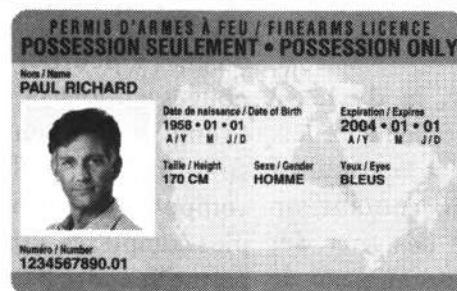 PERMIS D'ARMES À FEU / FIREARMS LICENCE
POSSESSION SEULEMENT • POSSESSION ONLY
Nom / Name
PAUL RICHARD
Date de naissance / Date of Birth
1958 • 01 • 01
A/Y M J/D
Expiration / Expires
2004 • 01 • 01
A/Y M J/D
Taille / Height
170 CM
Sexe / Gender
HOMME
Yeux / Eyes
BLEUS
Numéro / Number
1234567890.01